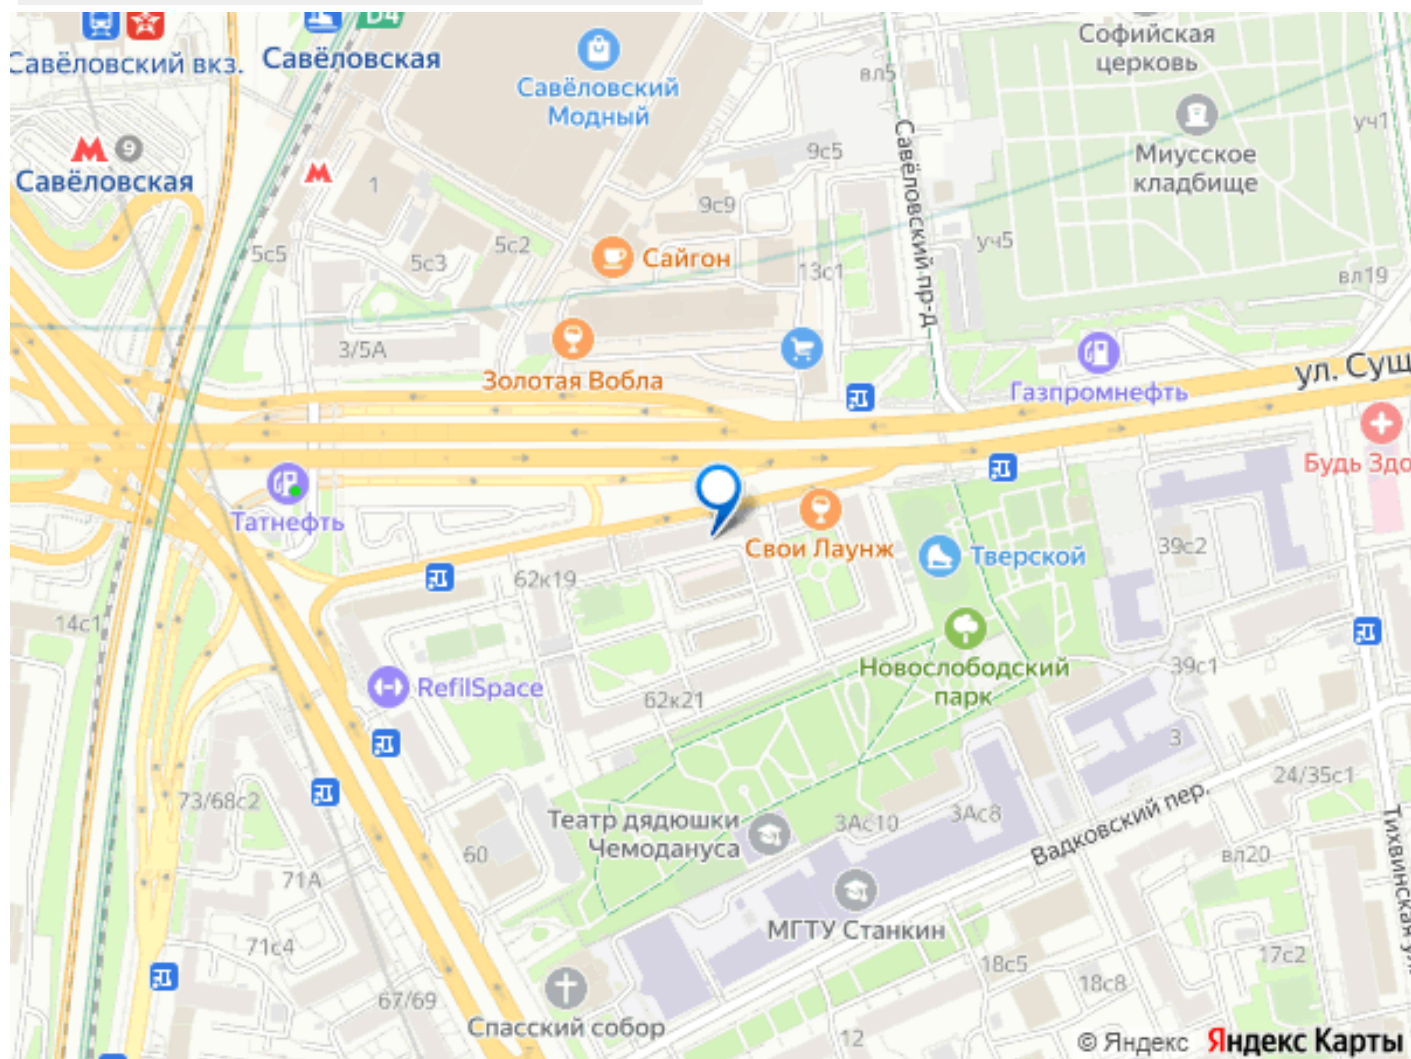 D4
Савёловский вкз.
Савёловская
Савёловский
Модный
вл5
Софийская
церковь
уч1
Миусское
кладбище
М 9
Савёловская
М
1
9с5
9с9
Савёловский пр-д
уч5
5с5
5с3
5с2
Сайгон
13с1
вл19
3/5А
Золотая Вобла
Газпромнефть
ул. Сущ
Будь Здо
Татнефть
Свои Лаунж
Тверской
39с2
62к19
14с1
Новослободский
парк
39с1
RefilSpace
62к21
3
24/35с1
73/68с2
Театр дядюшки
Чемодануса
3Ас10
3Ас8
Вадковский пер.
Тихвинская ул.
60
вл20
71А
МГТУ Станкин
71с4
18с5
17с2
67/69
18с8
Спасский собор
12
© Яндекс Яндекс Карты